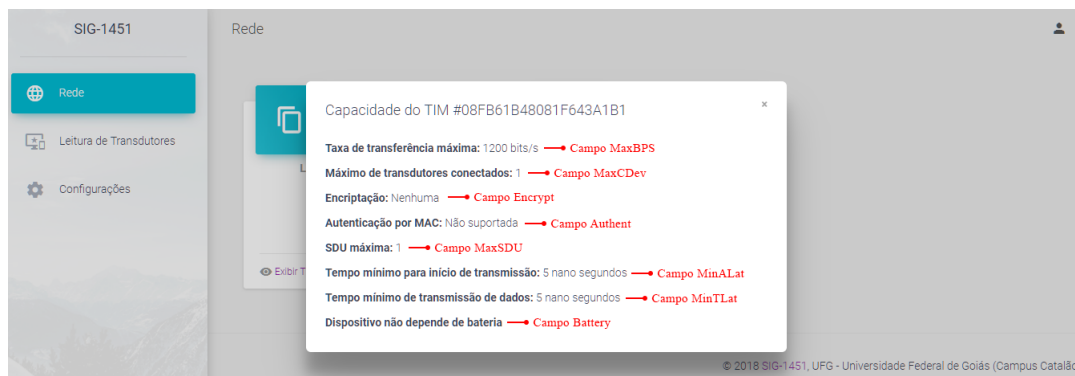 SIG-1451
Rede
Rede
Leitura de Transdutores
Configurações
Capacidade do TIM #08FB61B48081F643A1B1
×
Taxa de transferência máxima: 1200 bits/s Campo MaxBPS
Máximo de transdutores conectados: 1 Campo MaxCDev
Encriptação: Nenhuma Campo Encrypt
Autenticação por MAC: Não suportada Campo Authent
SDU máxima: 1 Campo MaxSDU
Tempo mínimo para início de transmissão: 5 nano segundos Campo MinALat
Tempo mínimo de transmissão de dados: 5 nano segundos Campo MinTLat
Dispositivo não depende de bateria Campo Battery
L
Exibir T
© 2018 SIG-1451, UFG - Universidade Federal de Goiás (Campus Catalão